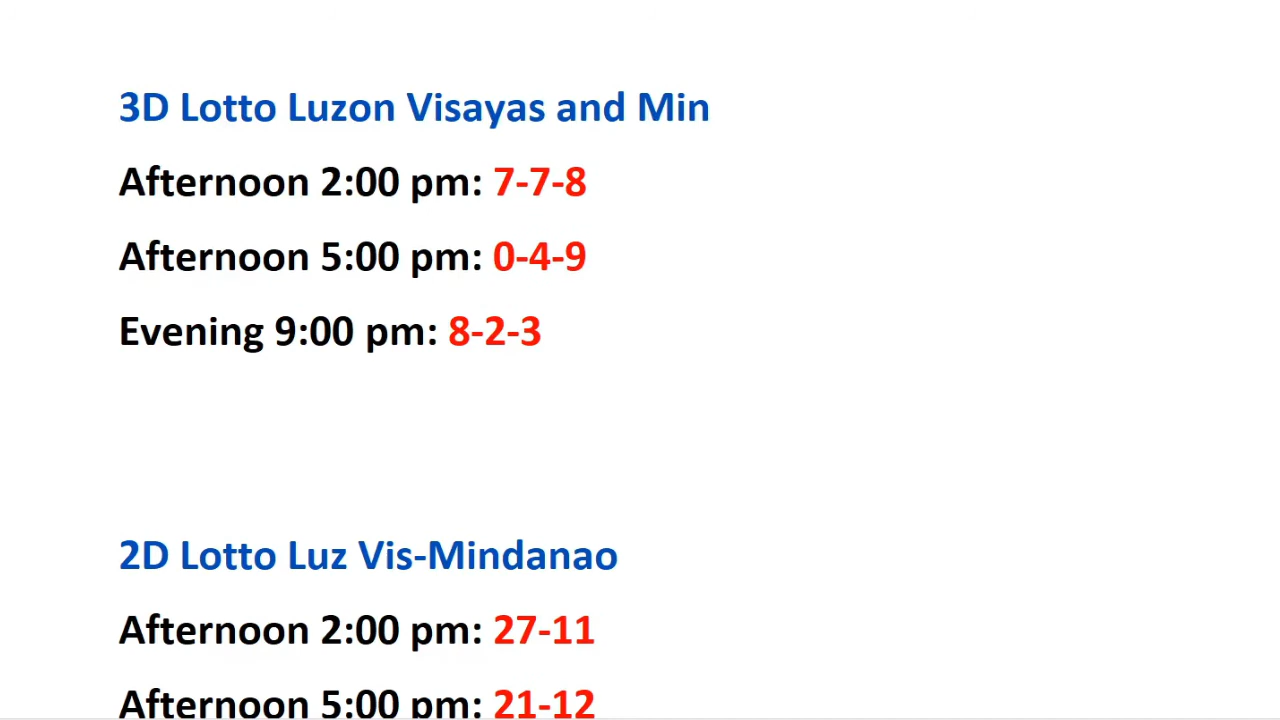 3D Lotto Luzon Visayas and Min
Afternoon 2:00 pm: 7-7-8
Afternoon 5:00 pm: 0-4-9
Evening 9:00 pm: 8-2-3
2D Lotto Luz Vis-Mindanao
Afternoon 2:00 pm: 27-11
Afternoon 5:00 pm: 21-12